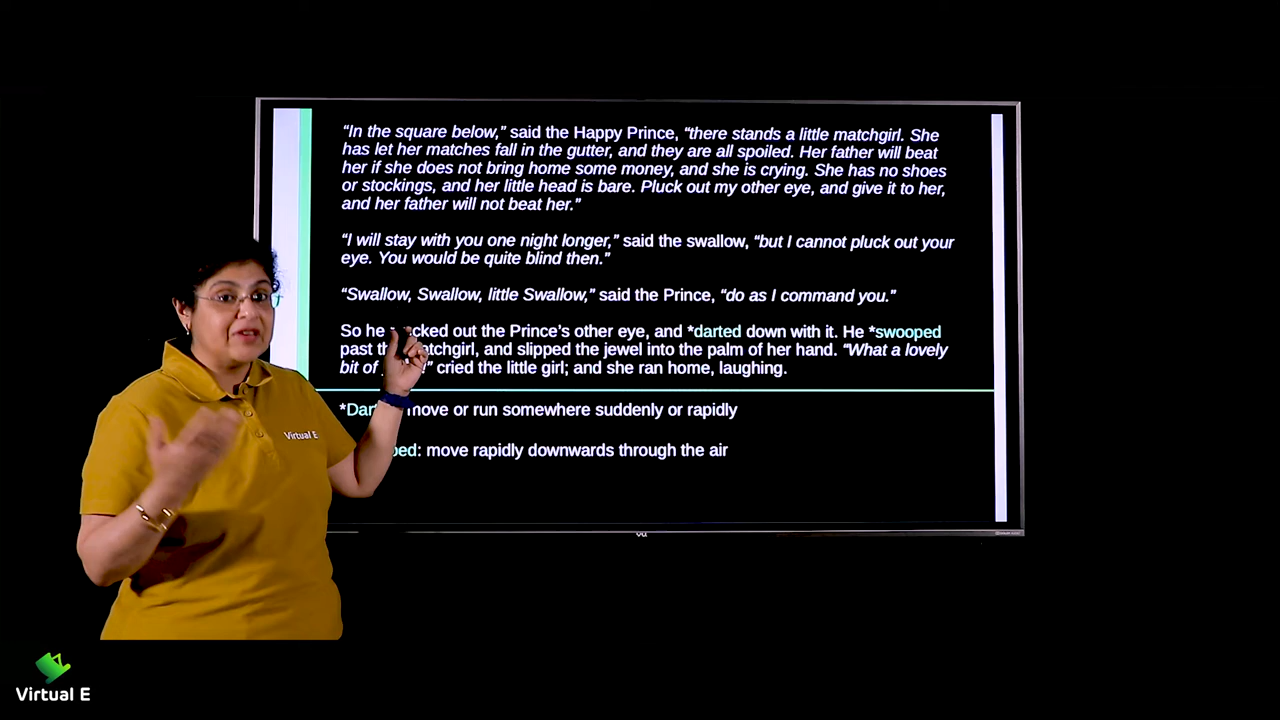 “In the square below,” said the Happy Prince, “there stands a little matchgirl. She
has let her matches fall in the gutter, and they are all spoiled. Her father will beat
her if she does not bring home some money, and she is crying. She has no shoes
or stockings, and her little head is bare. Pluck out my other eye, and give it to her,
and her father will not beat her.”
“I will stay with you one night longer,” said the swallow, “but I cannot pluck out your
eye. You would be quite blind then.”
“Swallow, Swallow, little Swallow,” said the Prince, “do as I command you.”
So he out the Prince’s other eye, and *darted down with it. He *swooped
past the matchgirl, and slipped the jewel into the palm of her hand. “What a lovely
bit of cried the little girl; and she ran home, laughing.
move or run somewhere suddenly or rapidly
move rapidly downwards through the air
Virtual E
vu
Virtual E